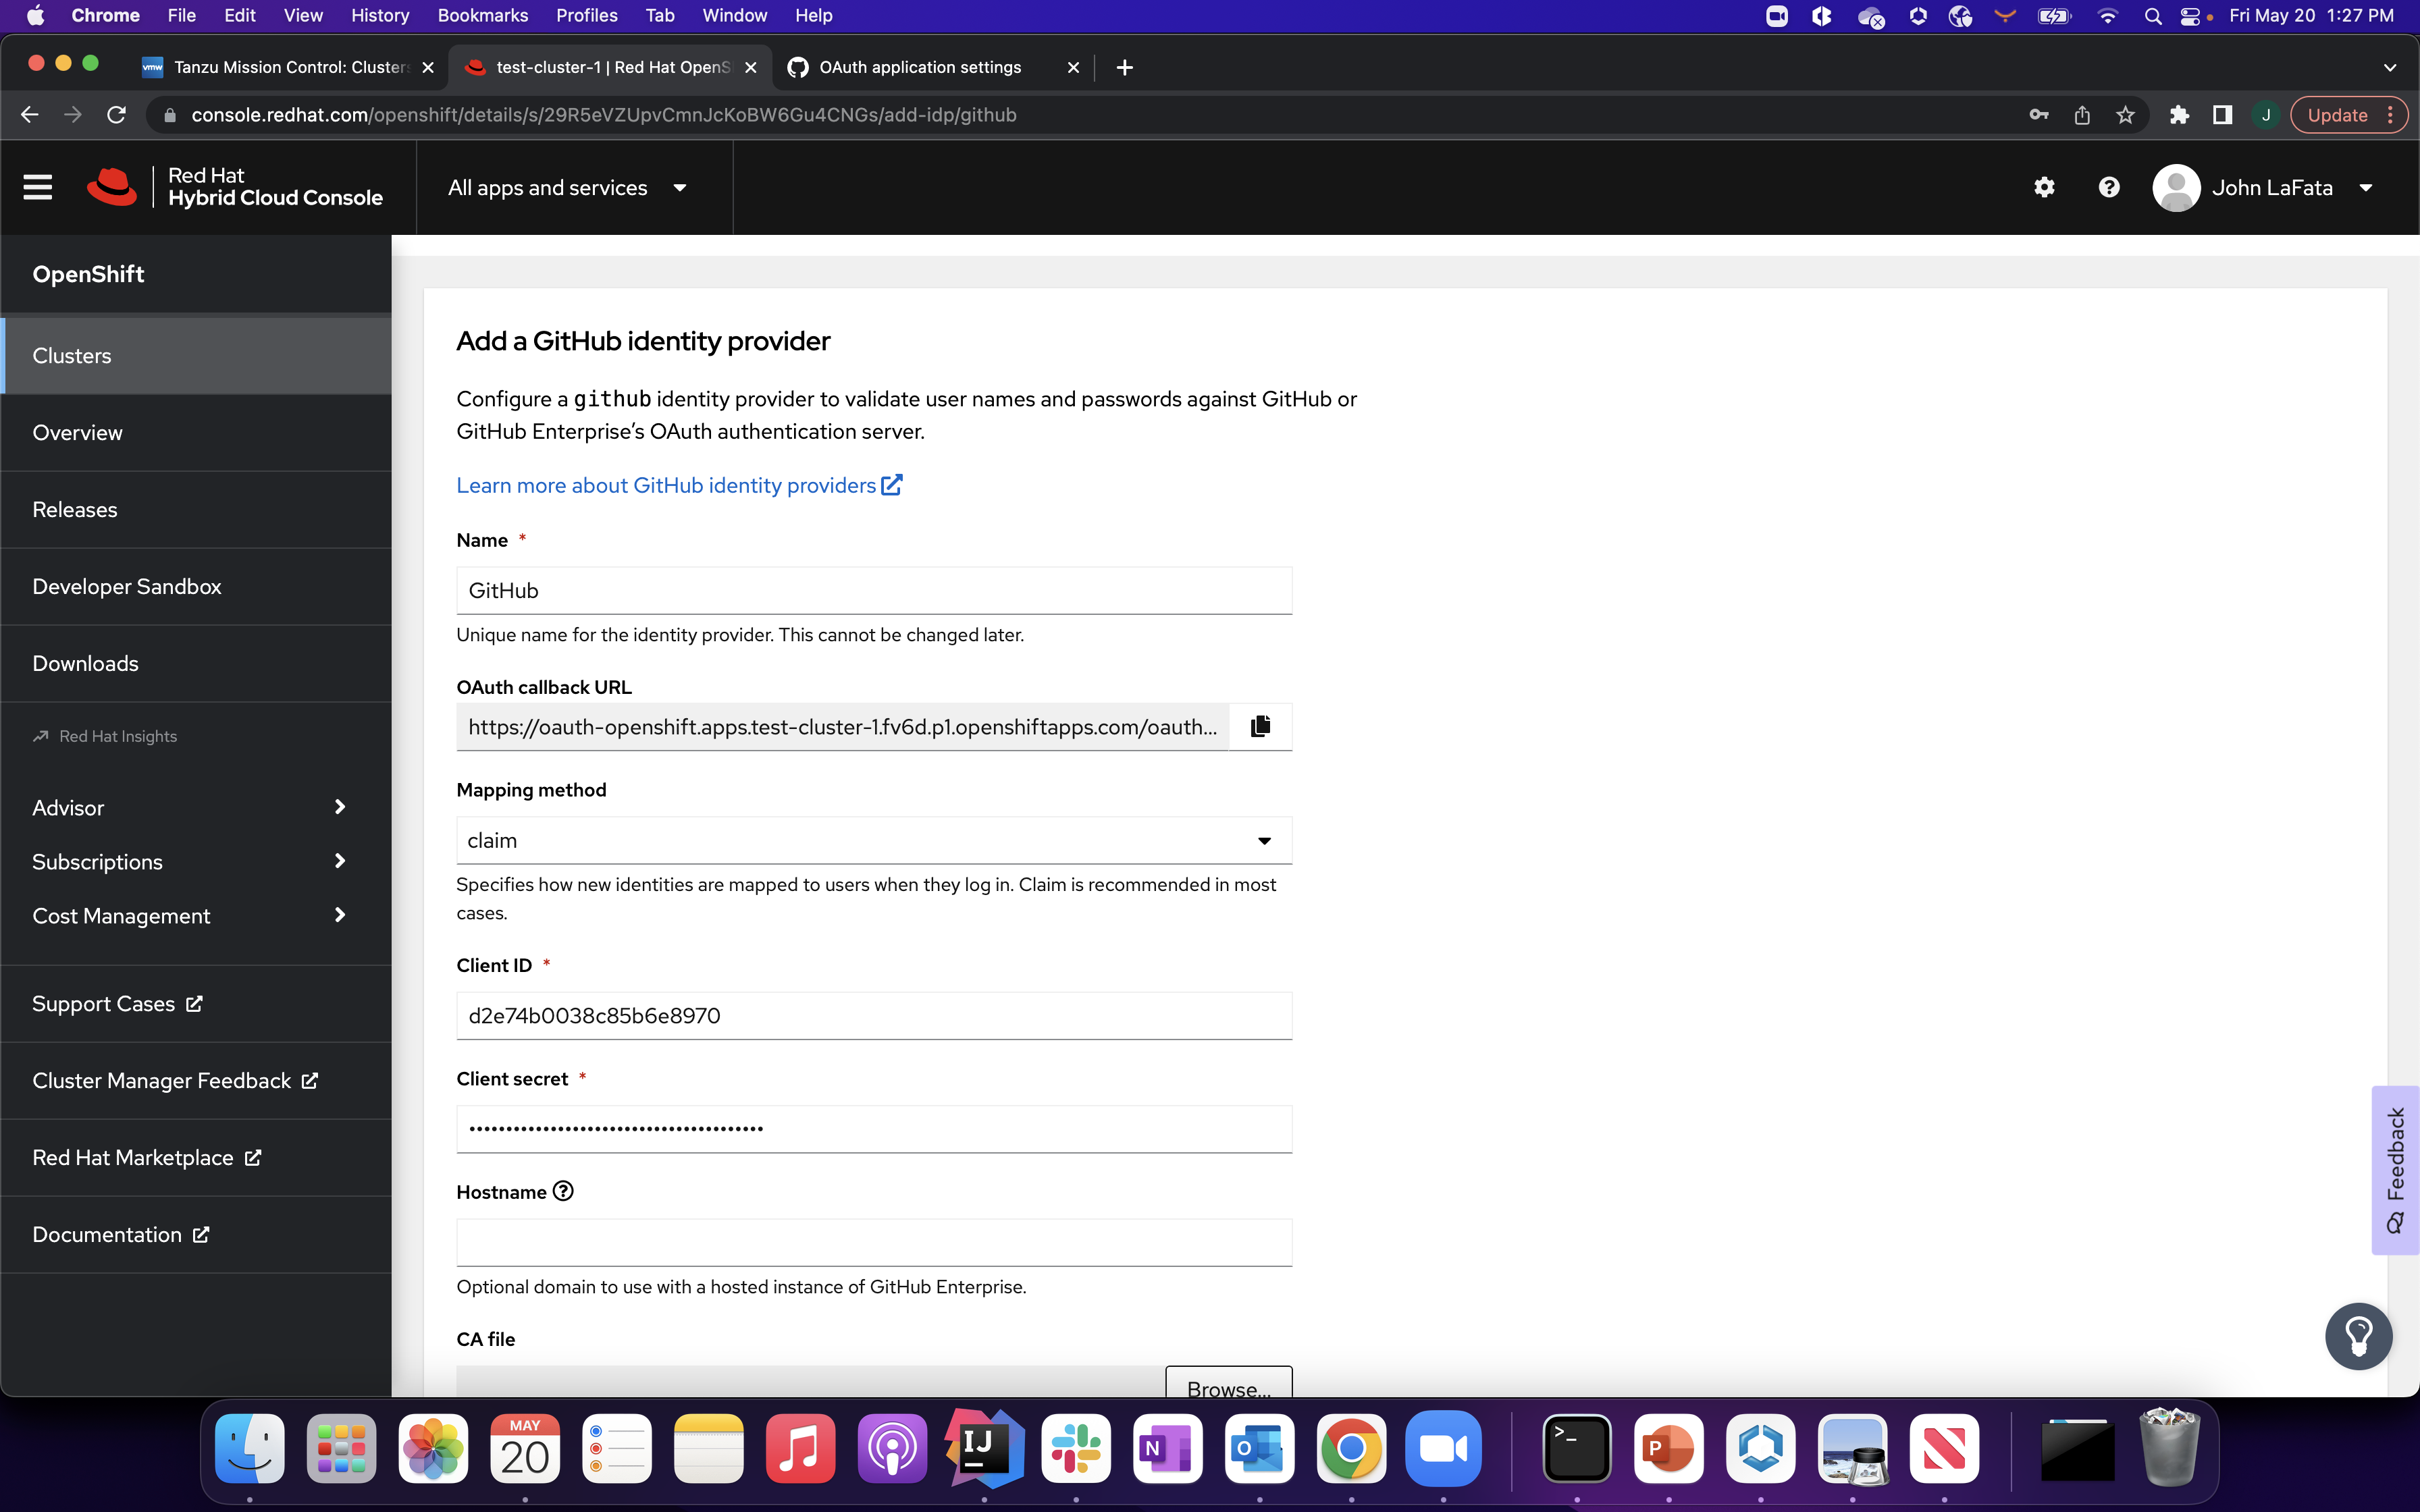 Chrome File Edit View History Bookmarks Profiles Tab Window Help
Fri May 20 1:27 PM
vmw Tanzu Mission Control: Clusters
test-cluster-1 | Red Hat OpenS
OAuth application settings
console.redhat.com/openshift/details/s/29R5eVZUpvCmnJcKoBW6Gu4CNGs/add-idp/github
J
Update
Red Hat
Hybrid Cloud Console
All apps and services
John LaFata
OpenShift
Clusters
Overview
Releases
Developer Sandbox
Downloads
Red Hat Insights
Advisor
Subscriptions
Cost Management
Support Cases
Cluster Manager Feedback
Red Hat Marketplace
Documentation
Add a GitHub identity provider
Configure a github identity provider to validate user names and passwords against GitHub or
GitHub Enterprise’s OAuth authentication server.
Learn more about GitHub identity providers
Name *
GitHub
Unique name for the identity provider. This cannot be changed later.
OAuth callback URL
https://oauth-openshift.apps.test-cluster-1.fv6d.p1.openshiftapps.com/oauth...
Mapping method
claim
Specifies how new identities are mapped to users when they log in. Claim is recommended in most
cases.
Client ID *
d2e74b0038c85b6e8970
Client secret *
••••••••••••••••••••••••••••••••••••••••
Hostname
Optional domain to use with a hosted instance of GitHub Enterprise.
CA file
Browse...
Feedback
MAY
20
IJ
N
O
>_
P